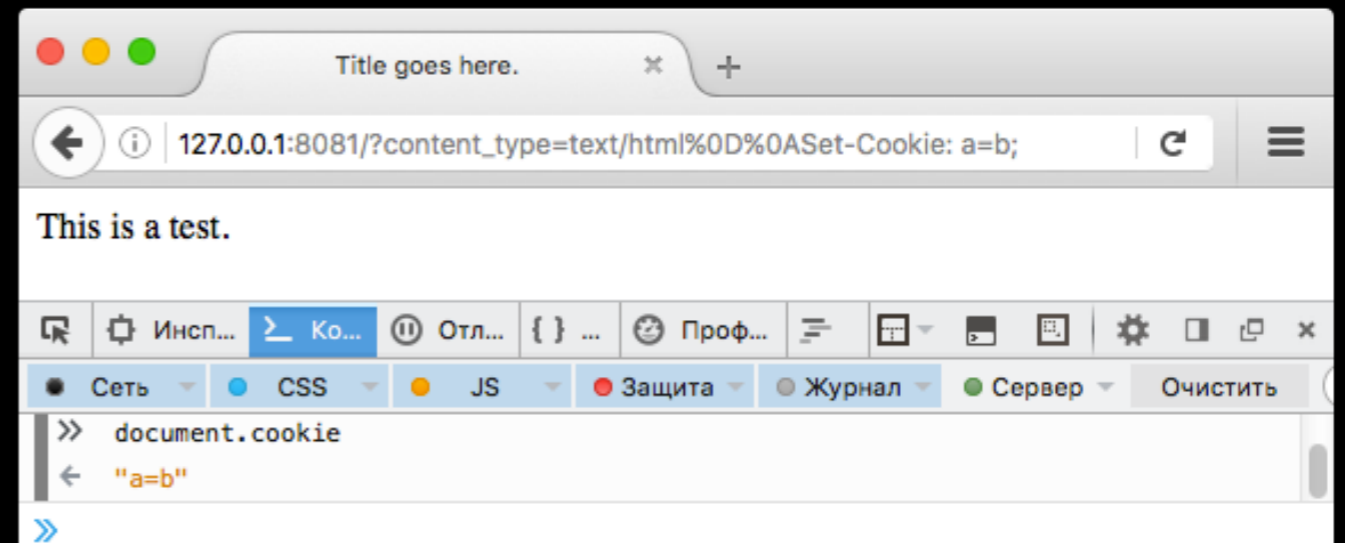 Title goes here.
127.0.0.1:8081/?content_type=text/html%0D%0ASet-Cookie: a=b;
This is a test.
Инсп... Ко... Отл... { } ... Проф...
Сеть CSS JS Защита Журнал Сервер Очистить
document.cookie
"a=b"